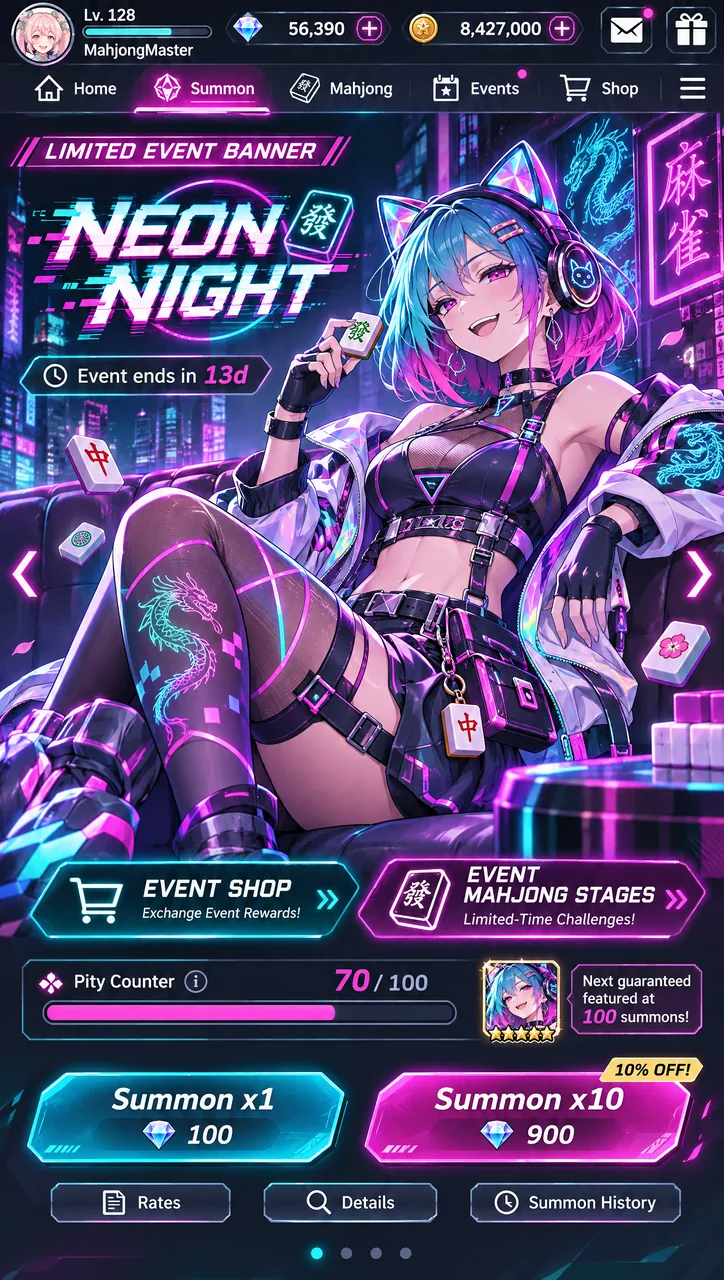 Lv. 128
MahjongMaster
56,390
8,427,000
Home
Summon
Mahjong
Events
Shop
LIMITED EVENT BANNER
NEON
NIGHT
發
麻
雀
發
Event ends in 13d
中
中
EVENT SHOP
Exchange Event Rewards!
發
EVENT
MAHJONG STAGES
Limited-Time Challenges!
Pity Counter
70 / 100
Next guaranteed
featured at
100 summons!
10% OFF!
Summon x1
100
Summon x10
900
Rates
Details
Summon History